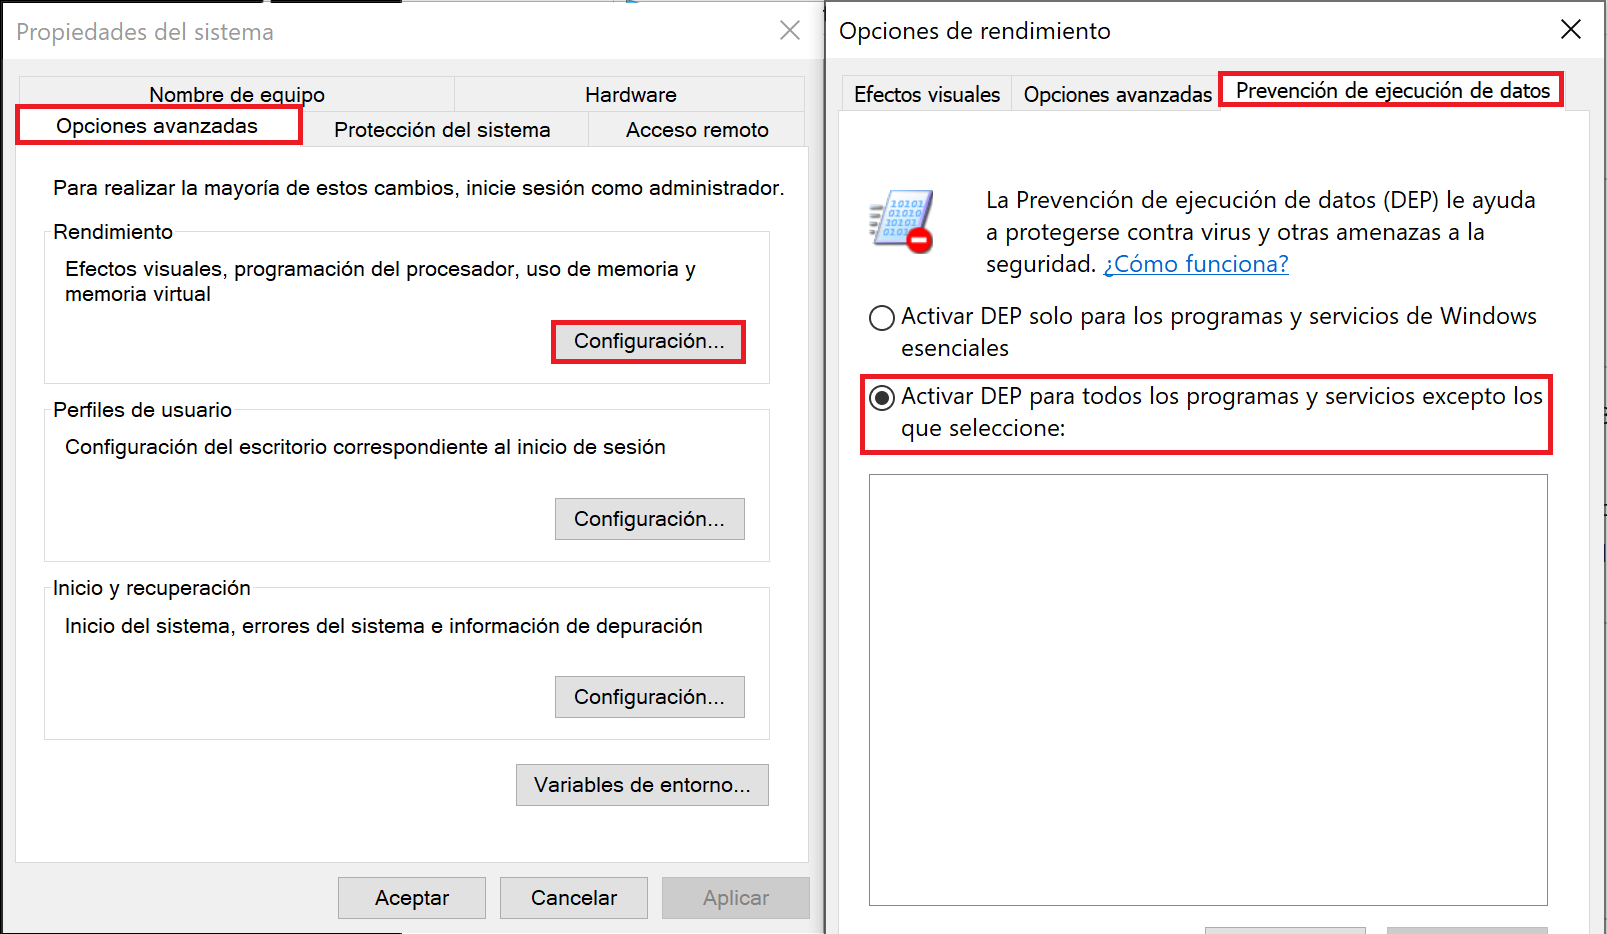 Propiedades del sistema
Nombre de equipo
Hardware
Opciones avanzadas
Protección del sistema
Acceso remoto
Para realizar la mayoría de estos cambios, inicie sesión como administrador.
Rendimiento
Efectos visuales, programación del procesador, uso de memoria y
memoria virtual
Configuración...
Perfiles de usuario
Configuración del escritorio correspondiente al inicio de sesión
Configuración...
Inicio y recuperación
Inicio del sistema, errores del sistema e información de depuración
Configuración...
Variables de entorno...
Aceptar
Cancelar
Aplicar
Opciones de rendimiento
Efectos visuales
Opciones avanzadas
Prevención de ejecución de datos
10101
01010
10101
010
La Prevención de ejecución de datos (DEP) le ayuda
a protegerse contra virus y otras amenazas a la
seguridad. ¿Cómo funciona?
Activar DEP solo para los programas y servicios de Windows
esenciales
Activar DEP para todos los programas y servicios excepto los
que seleccione: